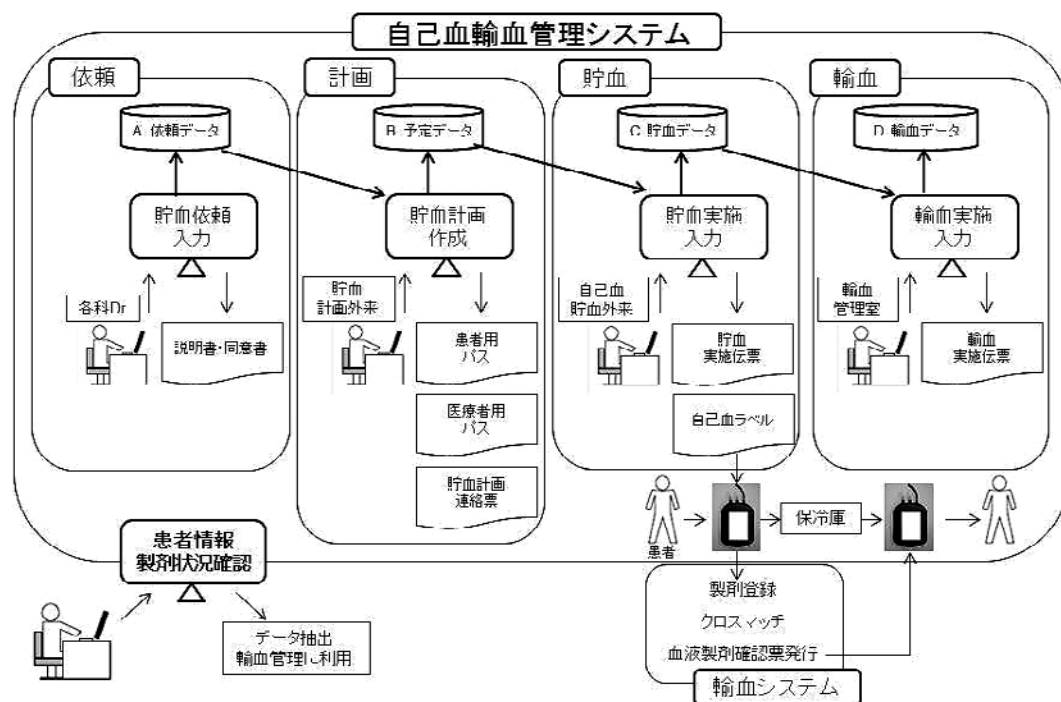 自己血輸血管理システム
依頼
A 依頼データ
貯血依頼
入力
各科Dr
説明書・同意書
計画
B 予定データ
貯血計画
作成
貯血
計画外来
患者用
パス
医療者用
パス
貯血計画
連絡票
貯血
C 貯血データ
貯血実施
入力
自己血
貯血外来
貯血
実施伝票
自己血ラベル
輸血
D 輸血データ
輸血実施
入力
輸血
管理室
輸血
実施伝票
患者
保冷庫
患者情報
製剤状況確認
データ抽出
輸血管理に利用
製剤登録
クロスマッチ
血液製剤確認票発行
輸血システム